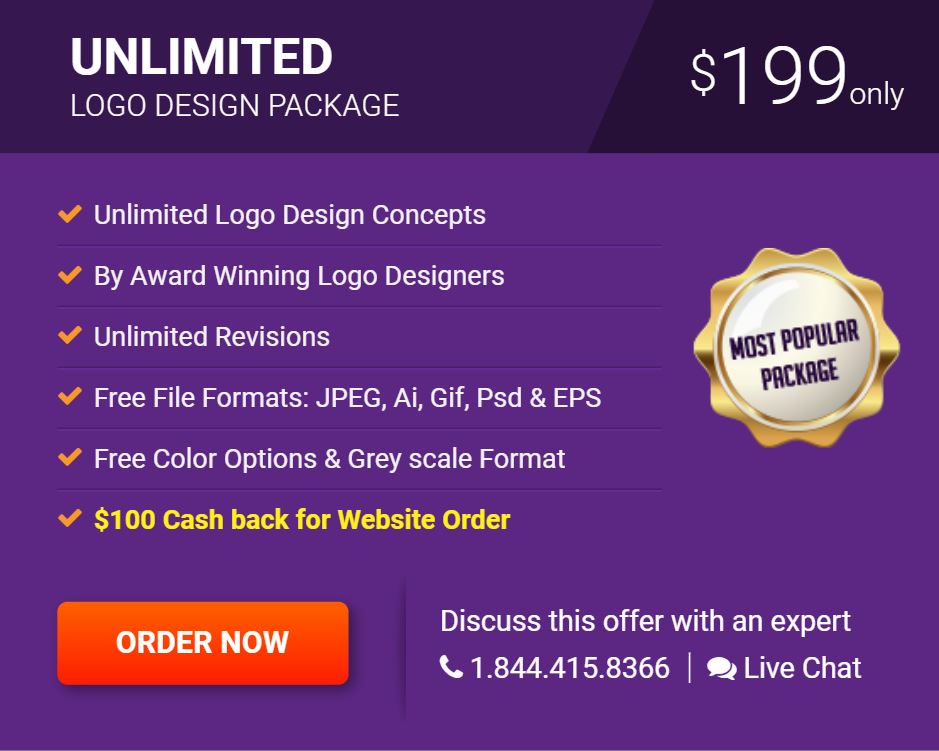 UNLIMITED
LOGO DESIGN PACKAGE
$199 only
Unlimited Logo Design Concepts
By Award Winning Logo Designers
Unlimited Revisions
Free File Formats: JPEG, Ai, Gif, Psd & EPS
Free Color Options & Grey scale Format
$100 Cash back for Website Order
MOST POPULAR
PACKAGE
ORDER NOW
Discuss this offer with an expert
1.844.415.8366 | Live Chat